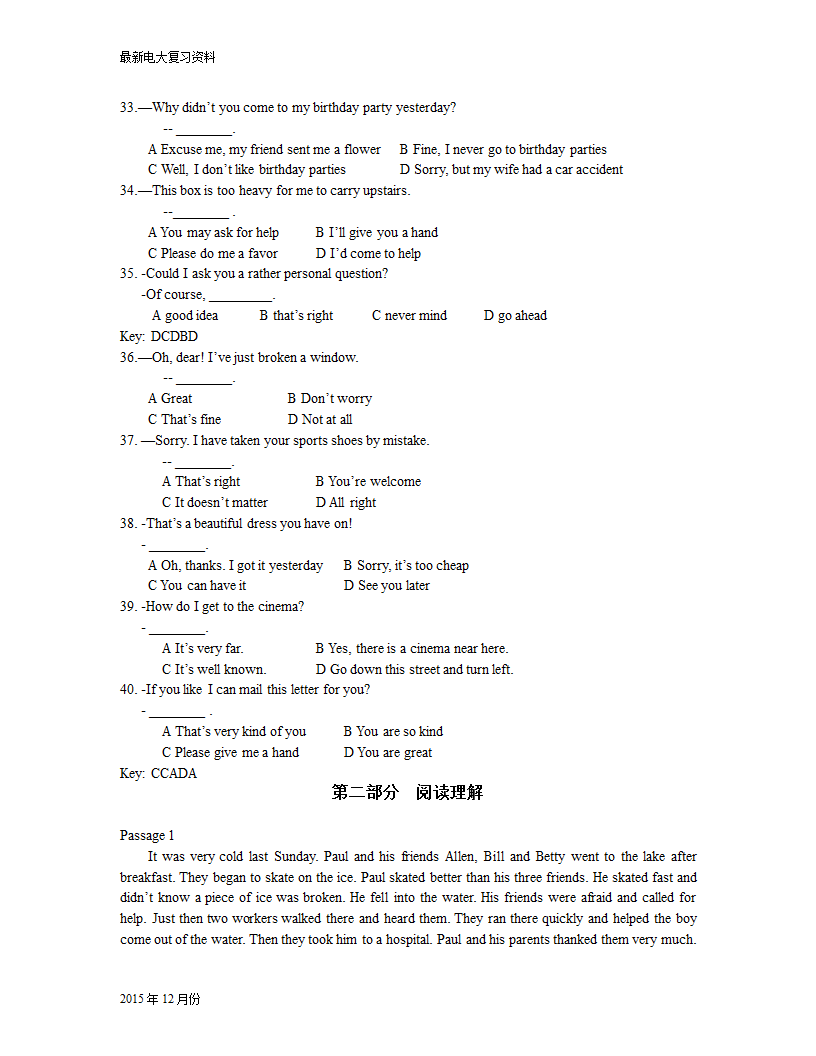 最新电大复习资料
33.—Why didn’t you come to my birthday party yesterday?
-- ________.
A Excuse me, my friend sent me a flower B Fine, I never go to birthday parties
C Well, I don’t like birthday parties D Sorry, but my wife had a car accident
34.—This box is too heavy for me to carry upstairs.
--________ .
A You may ask for help B I’ll give you a hand
C Please do me a favor D I’d come to help
35. -Could I ask you a rather personal question?
-Of course, _________.
A good idea B that’s right C never mind D go ahead
Key: DCDBD
36.—Oh, dear! I’ve just broken a window.
-- ________.
A Great B Don’t worry
C That’s fine D Not at all
37. —Sorry. I have taken your sports shoes by mistake.
-- ________.
A That’s right B You’re welcome
C It doesn’t matter D All right
38. -That’s a beautiful dress you have on!
- ________.
A Oh, thanks. I got it yesterday B Sorry, it’s too cheap
C You can have it D See you later
39. -How do I get to the cinema?
- ________.
A It’s very far. B Yes, there is a cinema near here.
C It’s well known. D Go down this street and turn left.
40. -If you like I can mail this letter for you?
- ________ .
A That’s very kind of you B You are so kind
C Please give me a hand D You are great
Key: CCADA
第二部分 阅读理解
Passage 1
It was very cold last Sunday. Paul and his friends Allen, Bill and Betty went to the lake after
breakfast. They began to skate on the ice. Paul skated better than his three friends. He skated fast and
didn’t know a piece of ice was broken. He fell into the water. His friends were afraid and called for
help. Just then two workers walked there and heard them. They ran there quickly and helped the boy
come out of the water. Then they took him to a hospital. Paul and his parents thanked them very much.
2015 年 12 月份